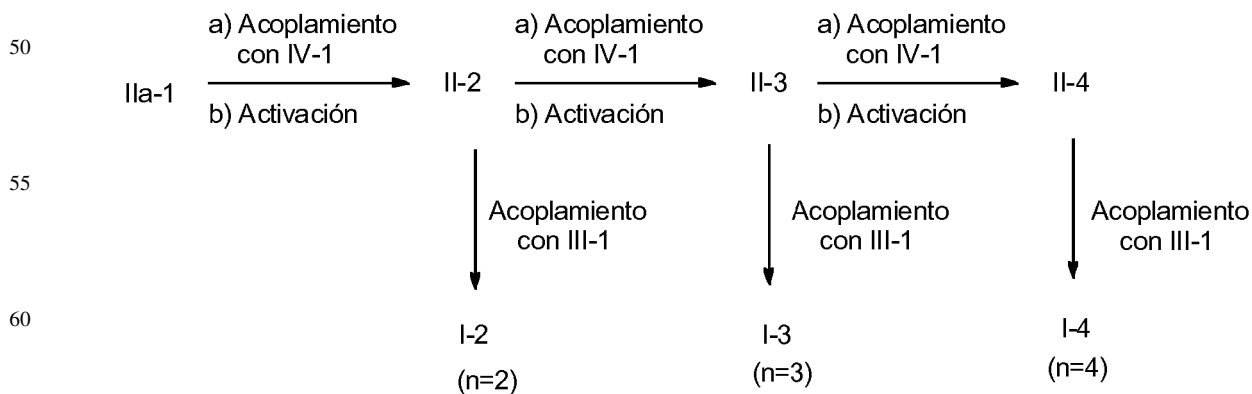 a) Acoplamiento
con IV-1
a) Acoplamiento
con IV-1
a) Acoplamiento
con IV-1
50
IIa-1
II-2
II-3
II-4
b) Activación
b) Activación
b) Activación
55
Acoplamiento
con III-1
Acoplamiento
con III-1
Acoplamiento
con III-1
60
I-2
(n=2)
I-3
(n=3)
I-4
(n=4)